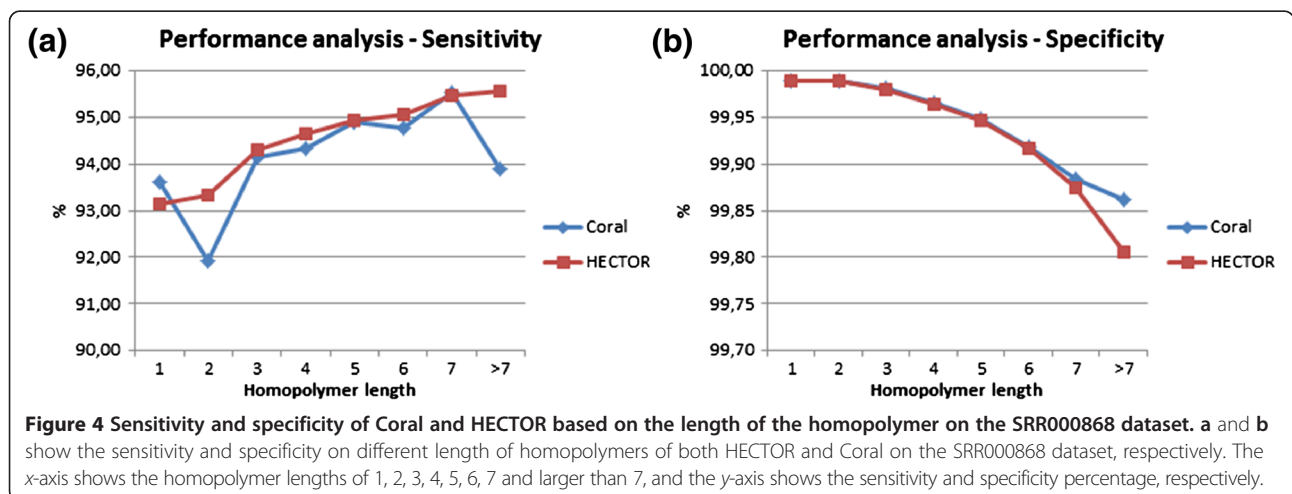 (a) Performance analysis - Sensitivity
96,00
95,00
94,00
93,00
92,00
91,00
90,00
%
1 2 3 4 5 6 7 >7
Homopolymer length
Coral
HECTOR
(b) Performance analysis - Specificity
100,00
99,95
99,90
99,85
99,80
99,75
99,70
%
1 2 3 4 5 6 7 >7
Homopolymer length
Coral
HECTOR
Figure 4 Sensitivity and specificity of Coral and HECTOR based on the length of the homopolymer on the SRR000868 dataset. a and b
show the sensitivity and specificity on different length of homopolymers of both HECTOR and Coral on the SRR000868 dataset, respectively. The
x-axis shows the homopolymer lengths of 1, 2, 3, 4, 5, 6, 7 and larger than 7, and the y-axis shows the sensitivity and specificity percentage, respectively.